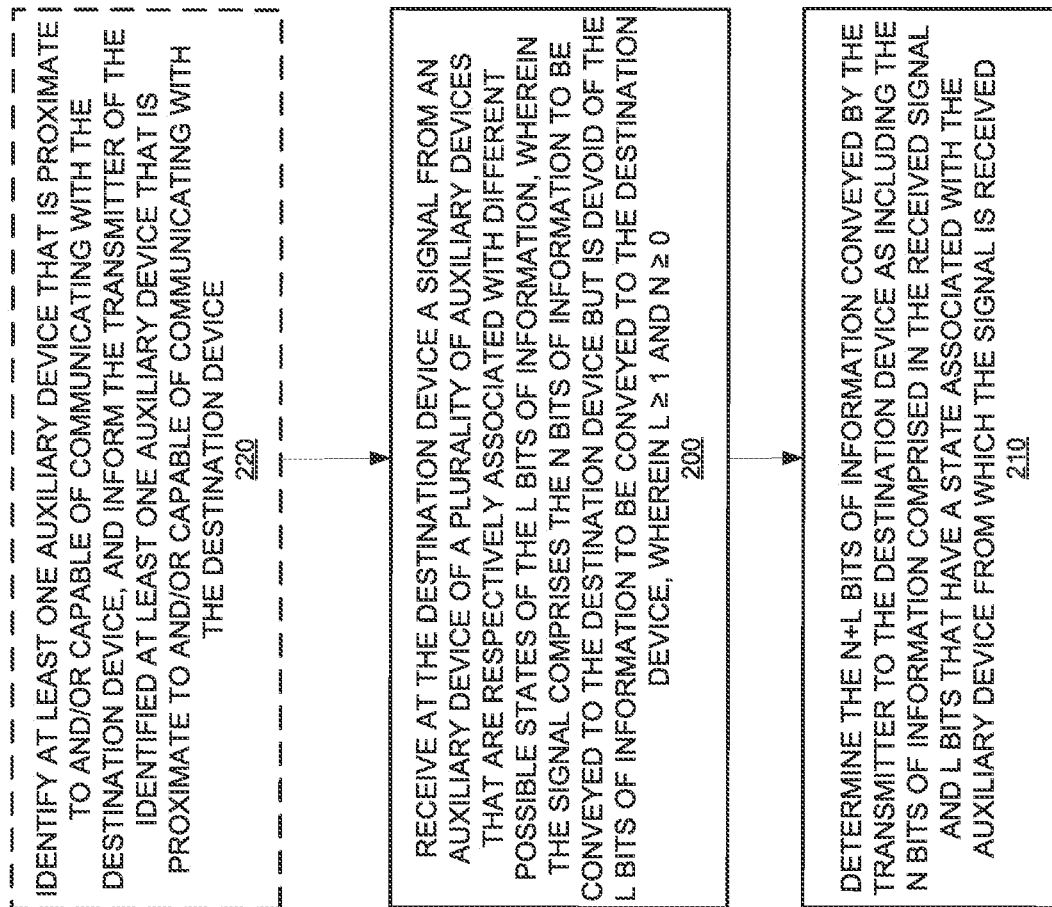 IDENTIFY AT LEAST ONE AUXILIARY DEVICE THAT IS PROXIMATE
TO AND/OR CAPABLE OF COMMUNICATING WITH THE
DESTINATION DEVICE, AND INFORM THE TRANSMITTER OF THE
IDENTIFIED AT LEAST ONE AUXILIARY DEVICE THAT IS
PROXIMATE TO AND/OR CAPABLE OF COMMUNICATING WITH
THE DESTINATION DEVICE
220
RECEIVE AT THE DESTINATION DEVICE A SIGNAL FROM AN
AUXILIARY DEVICE OF A PLURALITY OF AUXILIARY DEVICES
THAT ARE RESPECTIVELY ASSOCIATED WITH DIFFERENT
POSSIBLE STATES OF THE L BITS OF INFORMATION, WHEREIN
THE SIGNAL COMPRISES THE N BITS OF INFORMATION TO BE
CONVEYED TO THE DESTINATION DEVICE BUT IS DEVOID OF THE
L BITS OF INFORMATION TO BE CONVEYED TO THE DESTINATION
DEVICE, WHEREIN L ≥ 1 AND N ≥ 0
200
DETERMINE THE N+L BITS OF INFORMATION CONVEYED BY THE
TRANSMITTER TO THE DESTINATION DEVICE AS INCLUDING THE
N BITS OF INFORMATION COMPRISED IN THE RECEIVED SIGNAL
AND L BITS THAT HAVE A STATE ASSOCIATED WITH THE
AUXILIARY DEVICE FROM WHICH THE SIGNAL IS RECEIVED
210